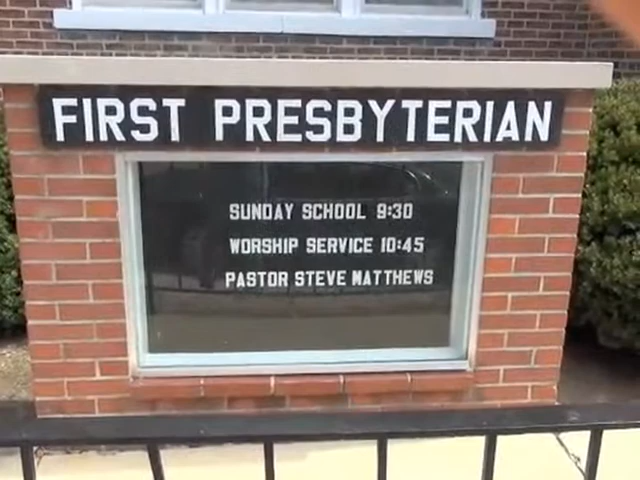 FIRST PRESBYTERIAN
SUNDAY SCHOOL 9:30
WORSHIP SERVICE 10:45
PASTOR STEVE MATTHEWS